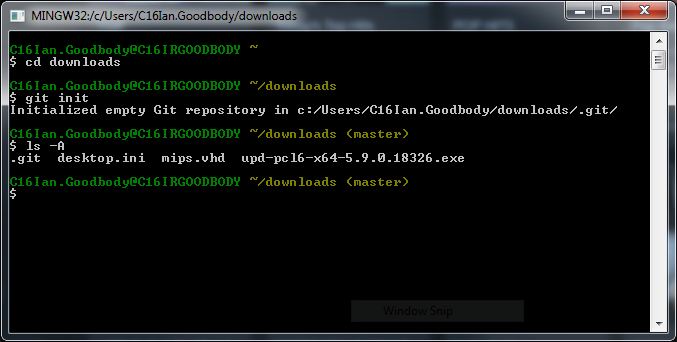 MINGW32:/c/Users/C16Ian.Goodbody/downloads
C16Ian.Goodbody@C16IRGOODBODY ~
$ cd downloads
C16Ian.Goodbody@C16IRGOODBODY ~/downloads
$ git init
Initialized empty Git repository in c:/Users/C16Ian.Goodbody/downloads/.git/
C16Ian.Goodbody@C16IRGOODBODY ~/downloads (master)
$ ls -A
.git desktop.ini mips.vhd upd-pcl6-x64-5.9.0.18326.exe
C16Ian.Goodbody@C16IRGOODBODY ~/downloads (master)
$
Window Snip